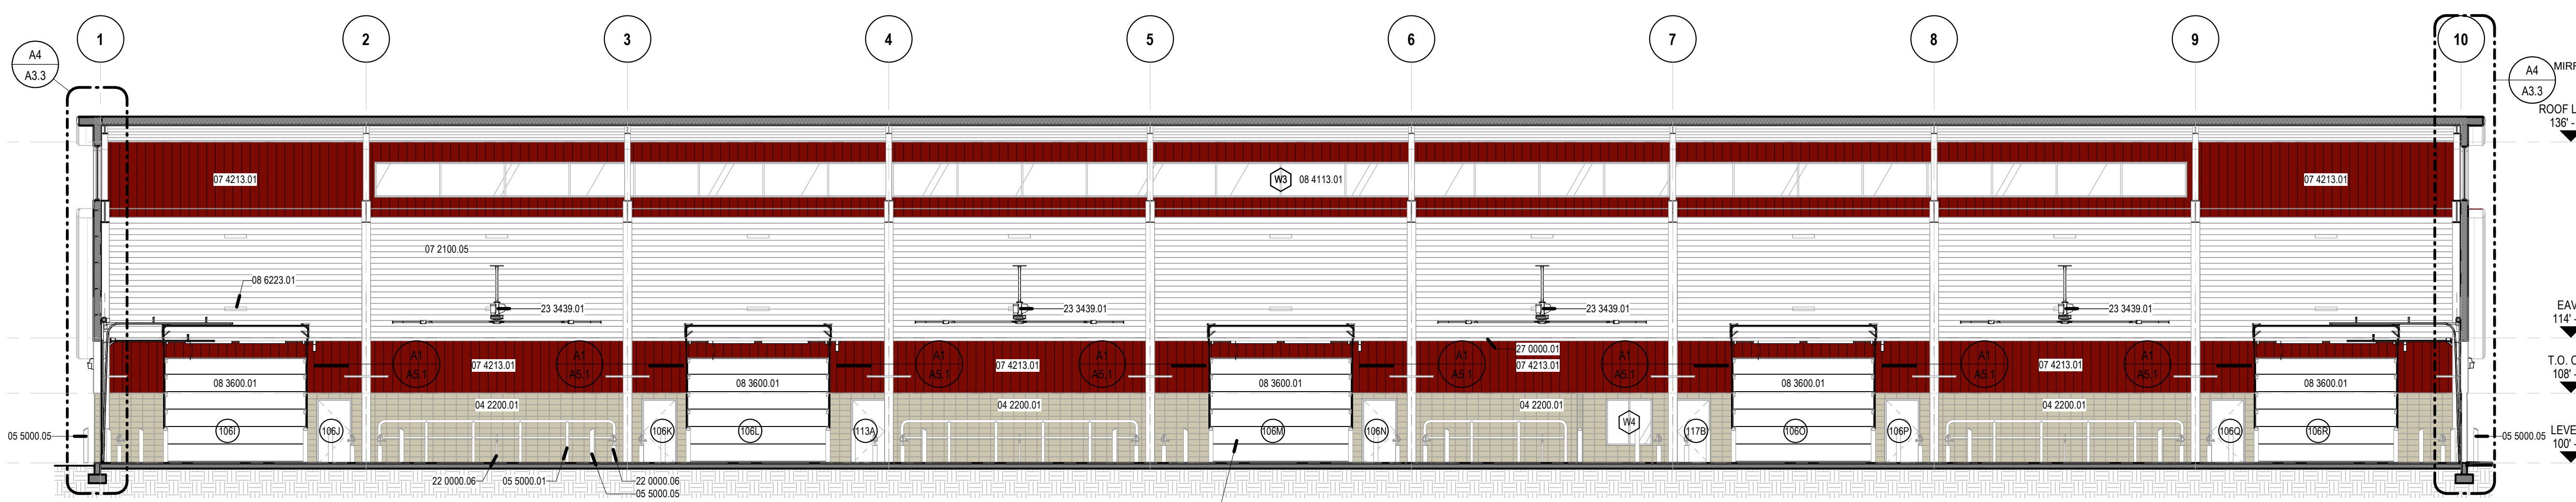 1
2
3
4
5
6
7
8
9
10
A4
A3.3
A4
A3.3
ROOF L
136' -
07 4213.01
W3
08 4113.01
07 4213.01
07 2100.05
08 6223.01
23 3439.01
23 3439.01
23 3439.01
23 3439.01
114' -
27 0000.01
A1
A5.1
07 4213.01
A1
A5.1
A1
A5.1
07 4213.01
A1
A5.1
A1
A5.1
07 4213.01
A1
A5.1
A1
A5.1
07 4213.01
A1
A5.1
T.O. C
108' -
08 3600.01
08 3600.01
08 3600.01
08 3600.01
08 3600.01
04 2200.01
04 2200.01
04 2200.01
04 2200.01
05 5000.05
106I
106J
106K
106L
113A
106M
106N
W4
117B
106O
106P
106Q
106R
05 5000.05
LEVE
100' -
22 0000.06
05 5000.01
22 0000.06
05 5000.05